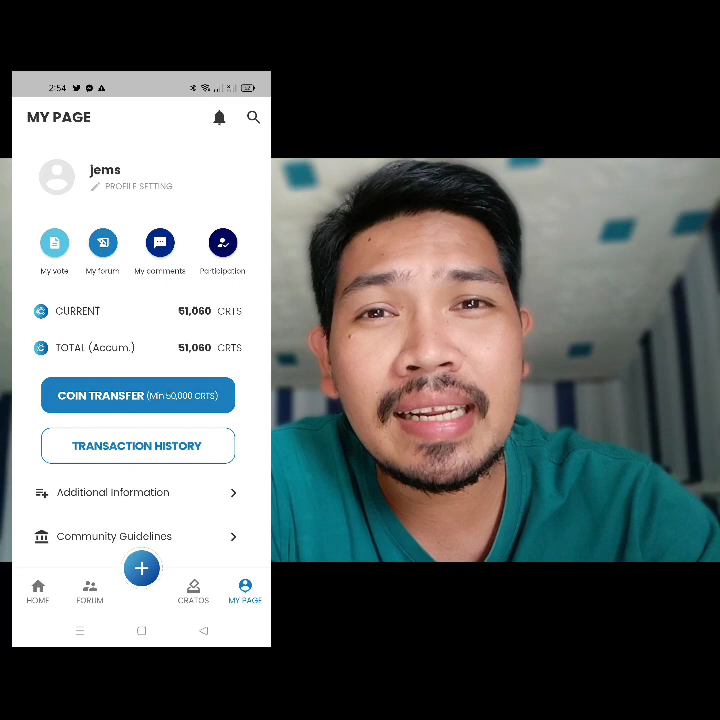 2:54
12
MY PAGE
jems
PROFILE SETTING
My vote My forum My comments Participation
CURRENT 51,060 CRTS
TOTAL (Accum.) 51,060 CRTS
COIN TRANSFER (Min 50,000 CRTS)
TRANSACTION HISTORY
Additional Information
Community Guidelines
HOME FORUM CRATOS MY PAGE